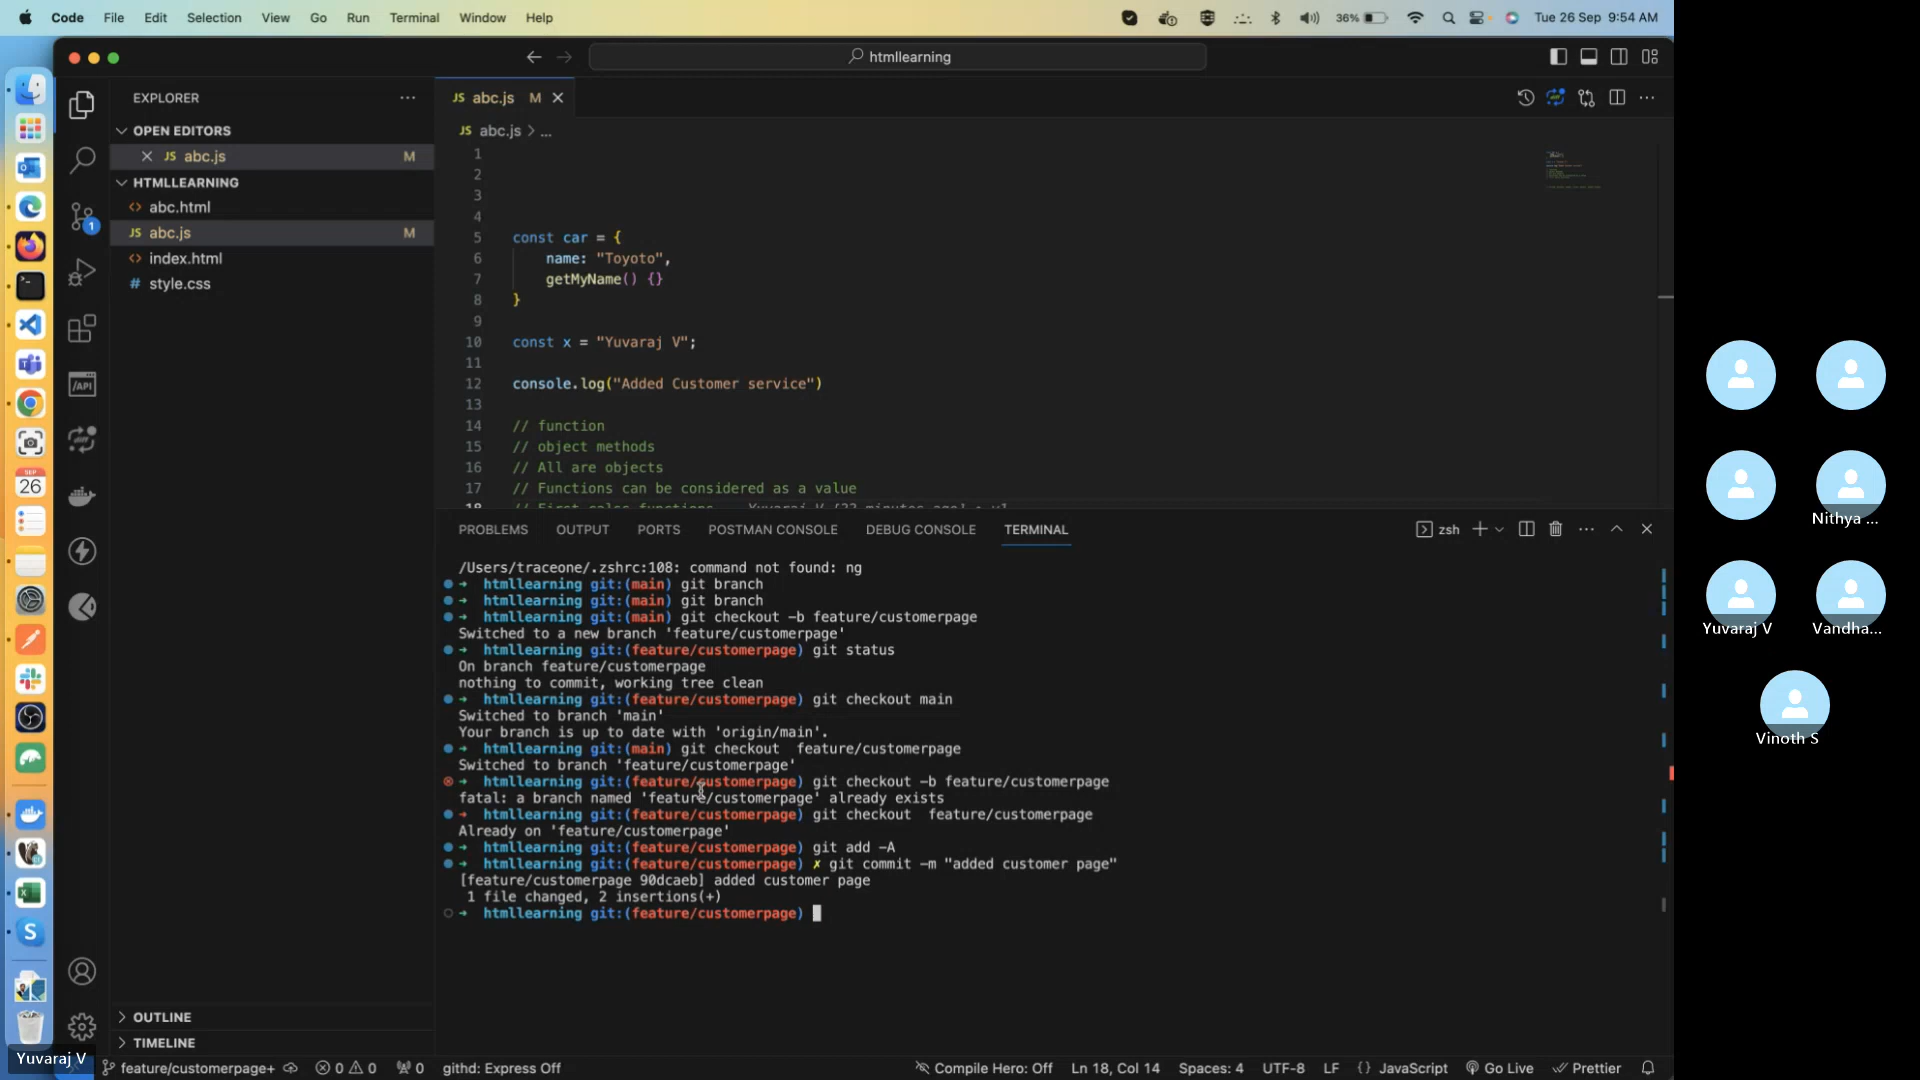 Code File Edit Selection View Go Run Terminal Window Help
36% Tue 26 Sep 9:54 AM
htmllearning
EXPLORER
OPEN EDITORS
JS abc.js M
HTMLLEARNING
<> abc.html
JS abc.js M
<> index.html
# style.css
OUTLINE
TIMELINE
1
/API
SEP
26
JS abc.js M
JS abc.js > ...
1
2
3
4
5 const car = {
6 name: "Toyoto",
7 getMyName() {}
8 }
9
10 const x = "Yuvaraj V";
11
12 console.log("Added Customer service")
13
14 // function
15 // object methods
16 // All are objects
17 // Functions can be considered as a value
PROBLEMS OUTPUT PORTS POSTMAN CONSOLE DEBUG CONSOLE TERMINAL
zsh
/Users/traceone/.zshrc:108: command not found: ng
➜ htmllearning git:(main) git branch
➜ htmllearning git:(main) git branch
➜ htmllearning git:(main) git checkout -b feature/customerpage
Switched to a new branch 'feature/customerpage'
➜ htmllearning git:(feature/customerpage) git status
On branch feature/customerpage
nothing to commit, working tree clean
➜ htmllearning git:(feature/customerpage) git checkout main
Switched to branch 'main'
Your branch is up to date with 'origin/main'.
➜ htmllearning git:(main) git checkout  feature/customerpage
Switched to branch 'feature/customerpage'
➜ htmllearning git:(feature/customerpage) git checkout -b feature/customerpage
fatal: a branch named 'feature/customerpage' already exists
➜ htmllearning git:(feature/customerpage) git checkout  feature/customerpage
Already on 'feature/customerpage'
➜ htmllearning git:(feature/customerpage) git add -A
➜ htmllearning git:(feature/customerpage) ✗ git commit -m "added customer page"
[feature/customerpage 90dcaeb] added customer page
1 file changed, 2 insertions(+)
➜ htmllearning git:(feature/customerpage)
Yuvaraj V
feature/customerpage+ 0 0 0 githd: Express Off
Compile Hero: Off Ln 18, Col 14 Spaces: 4 UTF-8 LF {} JavaScript Go Live Prettier
Nithya ...
Yuvaraj V
Vandha...
Vinoth S